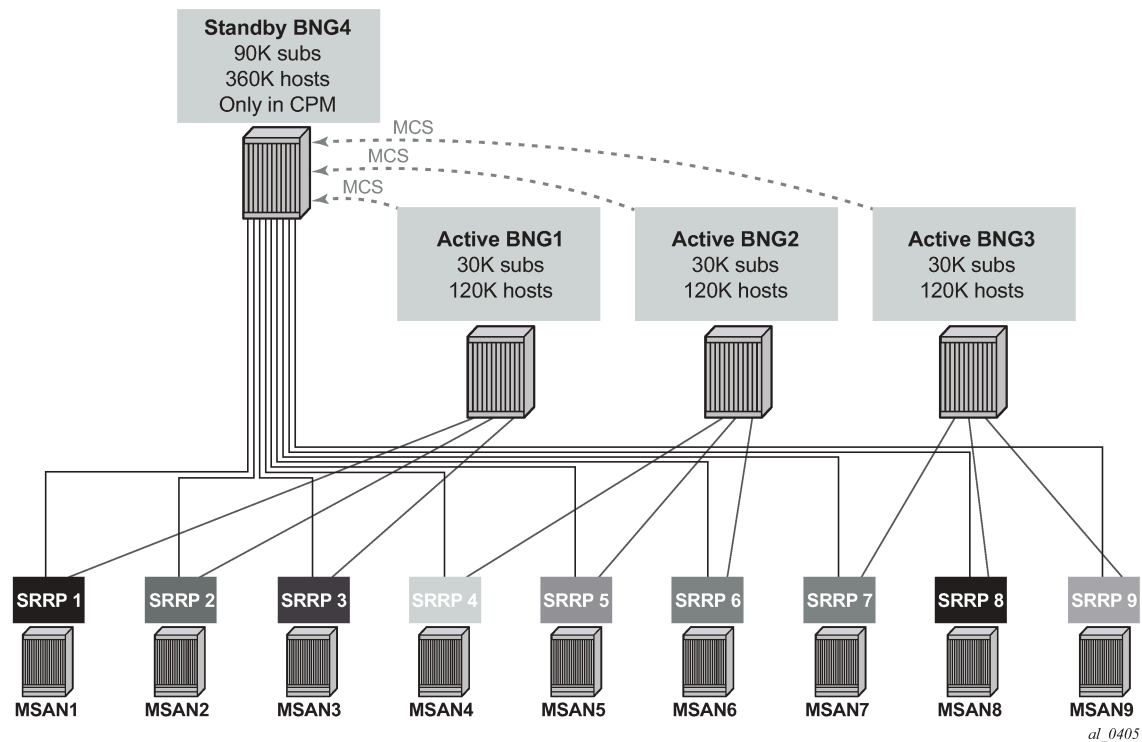 Standby BNG4
90K subs
360K hosts
Only in CPM
MCS
MCS
MCS
Active BNG1
30K subs
120K hosts
Active BNG2
30K subs
120K hosts
Active BNG3
30K subs
120K hosts
SRRP 1
SRRP 2
SRRP 3
SRRP 4
SRRP 5
SRRP 6
SRRP 7
SRRP 8
SRRP 9
MSAN1
MSAN2
MSAN3
MSAN4
MSAN5
MSAN6
MSAN7
MSAN8
MSAN9
al_0405